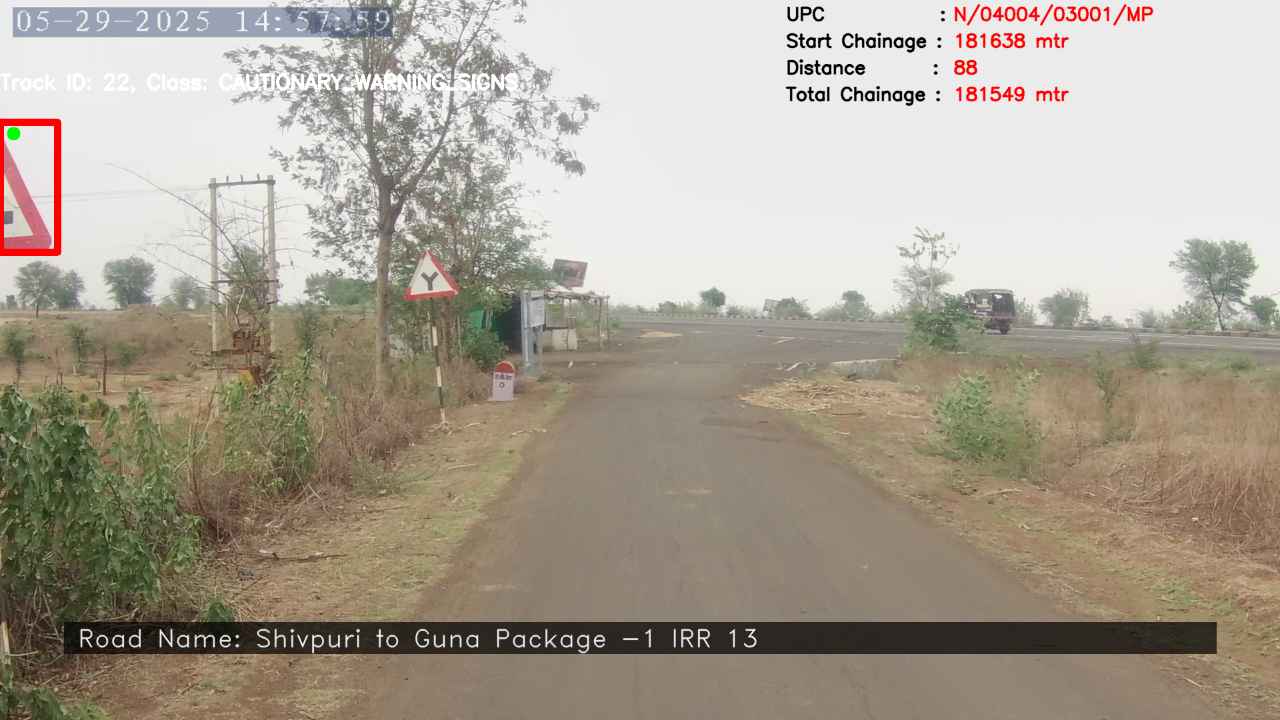 05-29-2025 14:57:59
UPC : N/04004/03001/MP
Start Chainage : 181638 mtr
Distance : 88
Total Chainage : 181549 mtr
Track ID: 22, Class: CAUTIONARY_WARNING_SIGNS
Road Name: Shivpuri to Guna Package -1 IRR 13